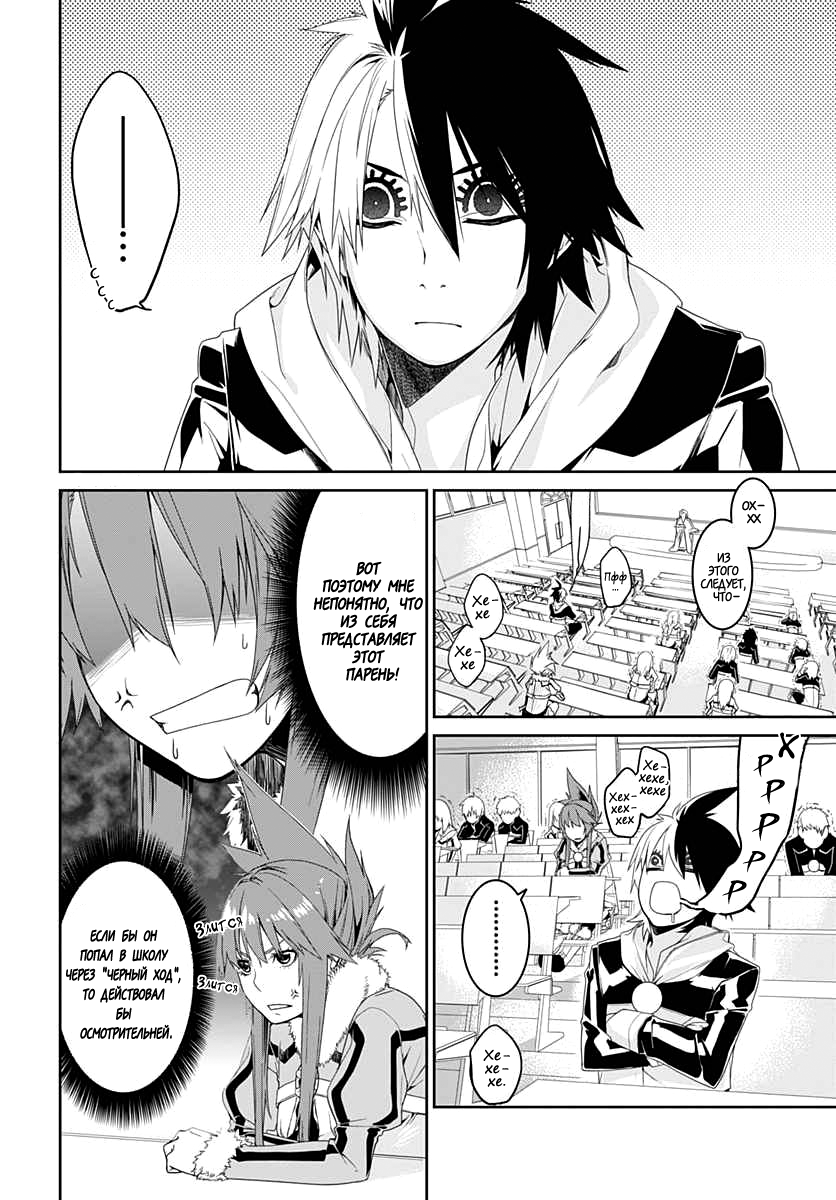 ......
С-С-С
ОХ-
ХХ
ИЗ
ЭТОГО
СЛЕДУЕТ,
ЧТО-
Пфф
...
Хе-
хе
Хе-
хе
Хе-
хехе,
хехе
Хех-
хех-
хех
Х
Р
Р
Р
Р
Р
Р
........
Хе-
хе-
хе.
ВОТ
ПОЭТОМУ МНЕ
НЕПОНЯТНО, ЧТО
ИЗ СЕБЯ
ПРЕДСТАВЛЯЕТ
ЭТОТ
ПАРЕНЬ!
ЗЛИТСЯ
ЗЛИТСЯ
ЕСЛИ БЫ ОН
ПОПАЛ В ШКОЛУ
ЧЕРЕЗ "ЧЕРНЫЙ ХОД",
ТО ДЕЙСТВОВАЛ
БЫ
ОСМОТРИТЕЛЬНЕЙ.